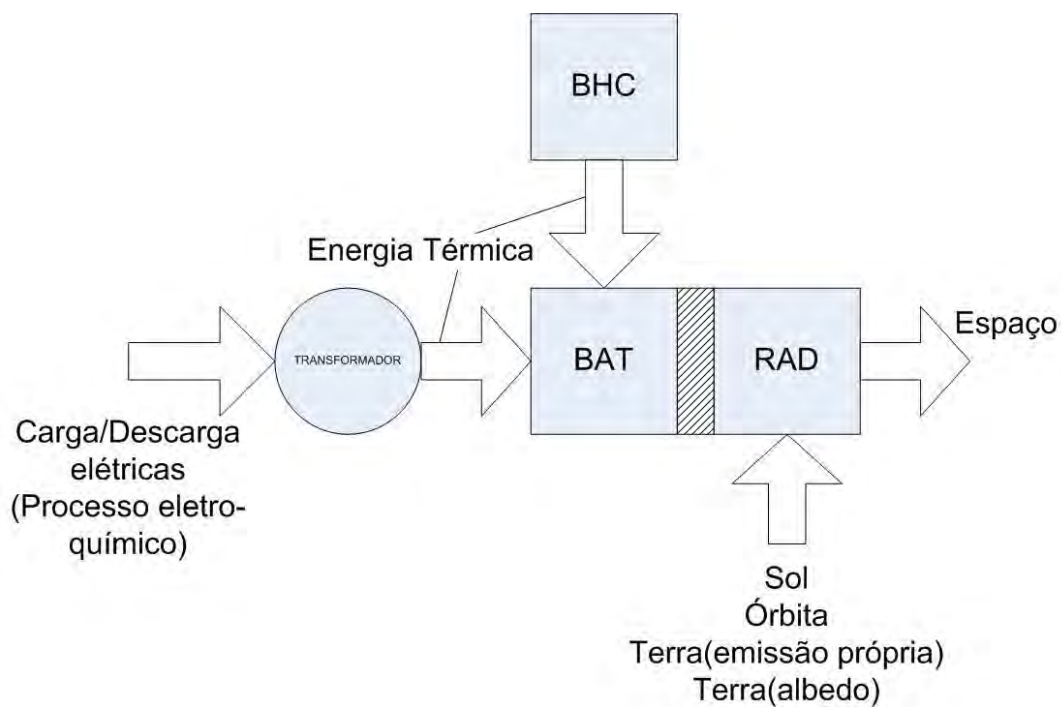 BHC
Energia Térmica
TRANSFORMADOR
BAT
RAD
Espaço
Carga/Descarga
elétricas
(Processo eletro-
químico)
Sol
Órbita
Terra(emissão própria)
Terra(albedo)